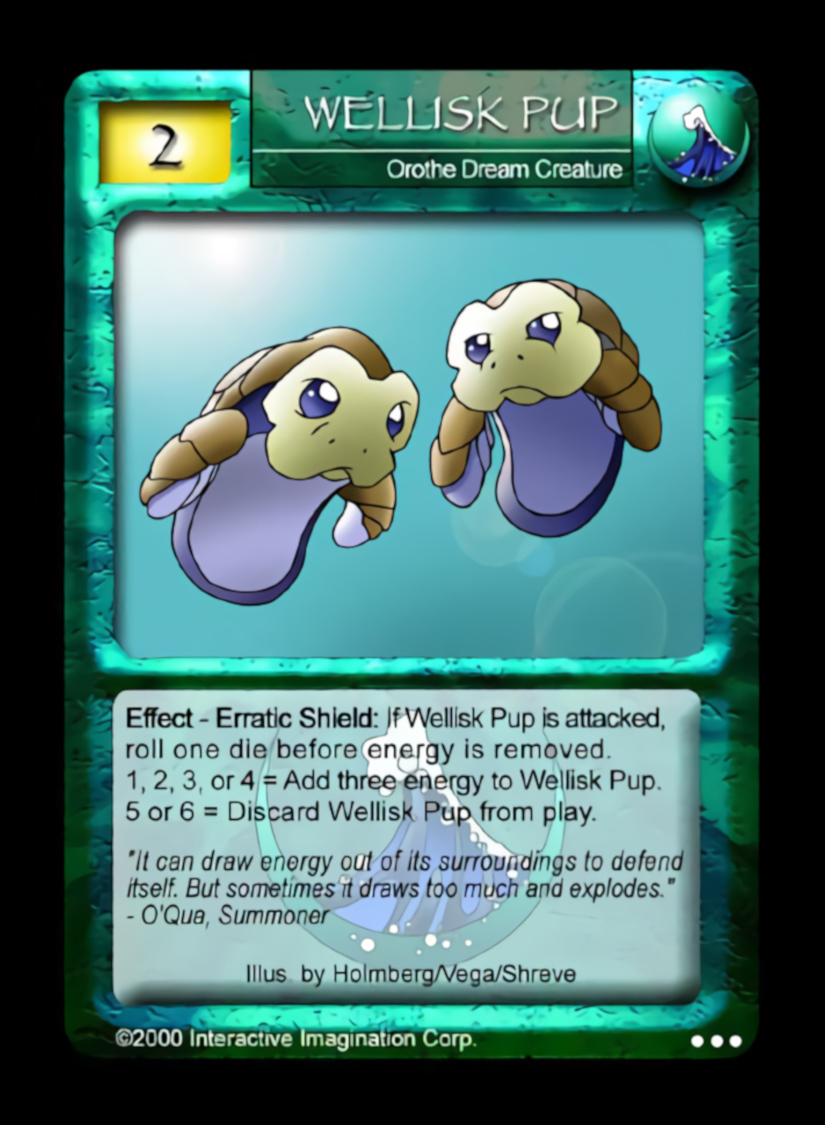 2
WELLISK PUP
Orothe Dream Creature
Effect - Erratic Shield: If Wellisk Pup is attacked,
roll one die before energy is removed.
1, 2, 3, or 4 = Add three energy to Wellisk Pup.
5 or 6 = Discard Wellisk Pup from play.
"It can draw energy out of its surroundings to defend
itself. But sometimes it draws too much and explodes."
- O'Qua, Summoner
Illus. by Holmberg/Vega/Shreve
©2000 Interactive Imagination Corp.